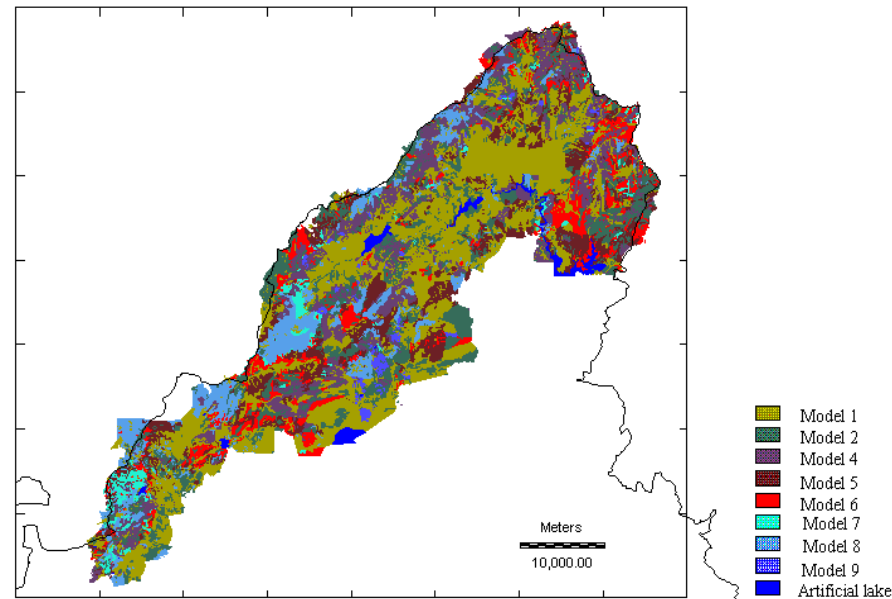 Model 1
Model 2
Model 4
Model 5
Model 6
Model 7
Model 8
Model 9
Artificial lake
Meters
10,000.00